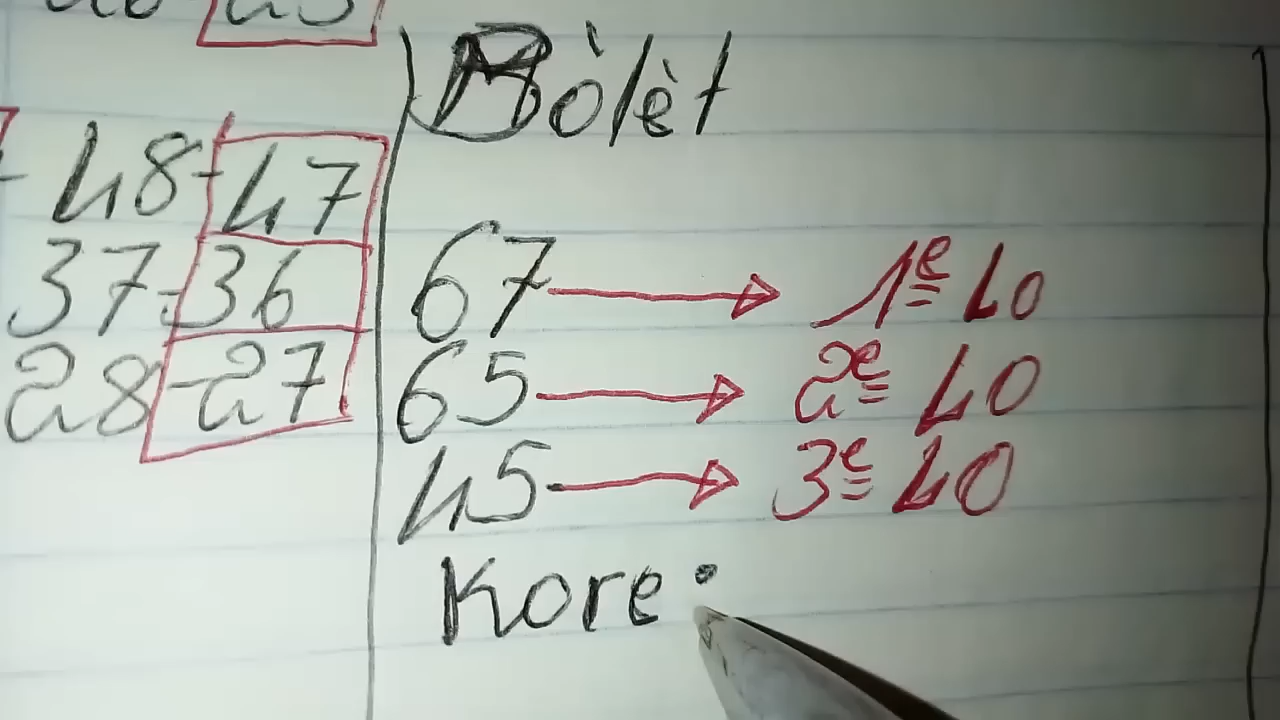 48-47
37-36
28-27
Bòlèt
67 → 1e Lo
65 → 2e LO
45 → 3e LO
Kore: